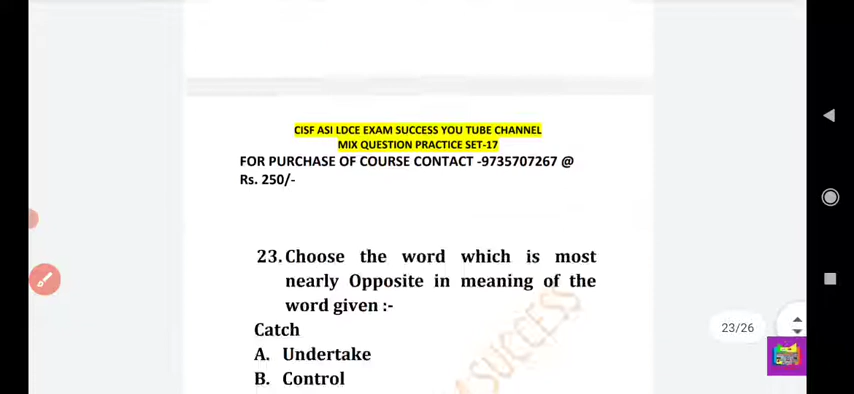 CISF ASI LDCE EXAM SUCCESS YOU TUBE CHANNEL
MIX QUESTION PRACTICE SET-17
FOR PURCHASE OF COURSE CONTACT -9735707267 @
Rs. 250/-
23. Choose the word which is most
nearly Opposite in meaning of the
word given :-
Catch
A. Undertake
B. Control
SUCCESS
23/26